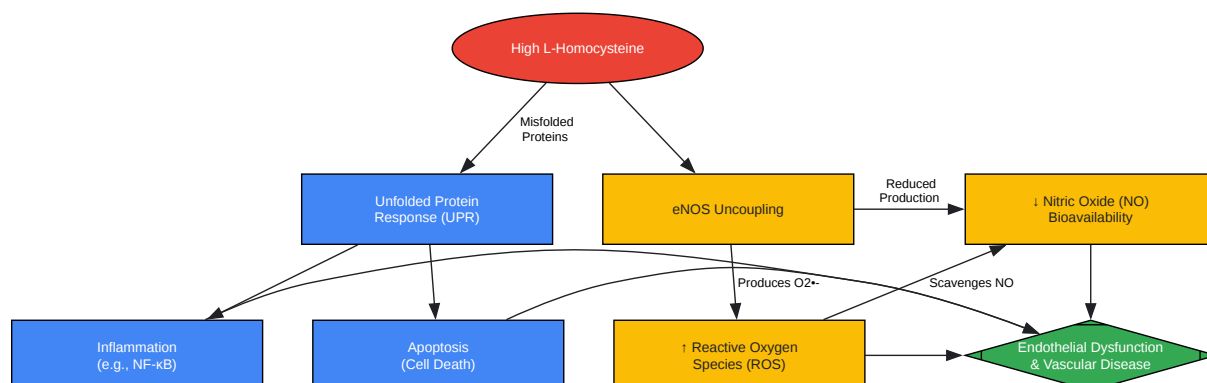 High L-Homocysteine
Misfolded
Proteins
Unfolded Protein
Response (UPR)
eNOS Uncoupling
Reduced
Production
↓ Nitric Oxide (NO)
Bioavailability
Produces O2•-
Scavenges NO
Inflammation
(e.g., NF-κB)
Apoptosis
(Cell Death)
↑ Reactive Oxygen
Species (ROS)
Endothelial Dysfunction
& Vascular Disease